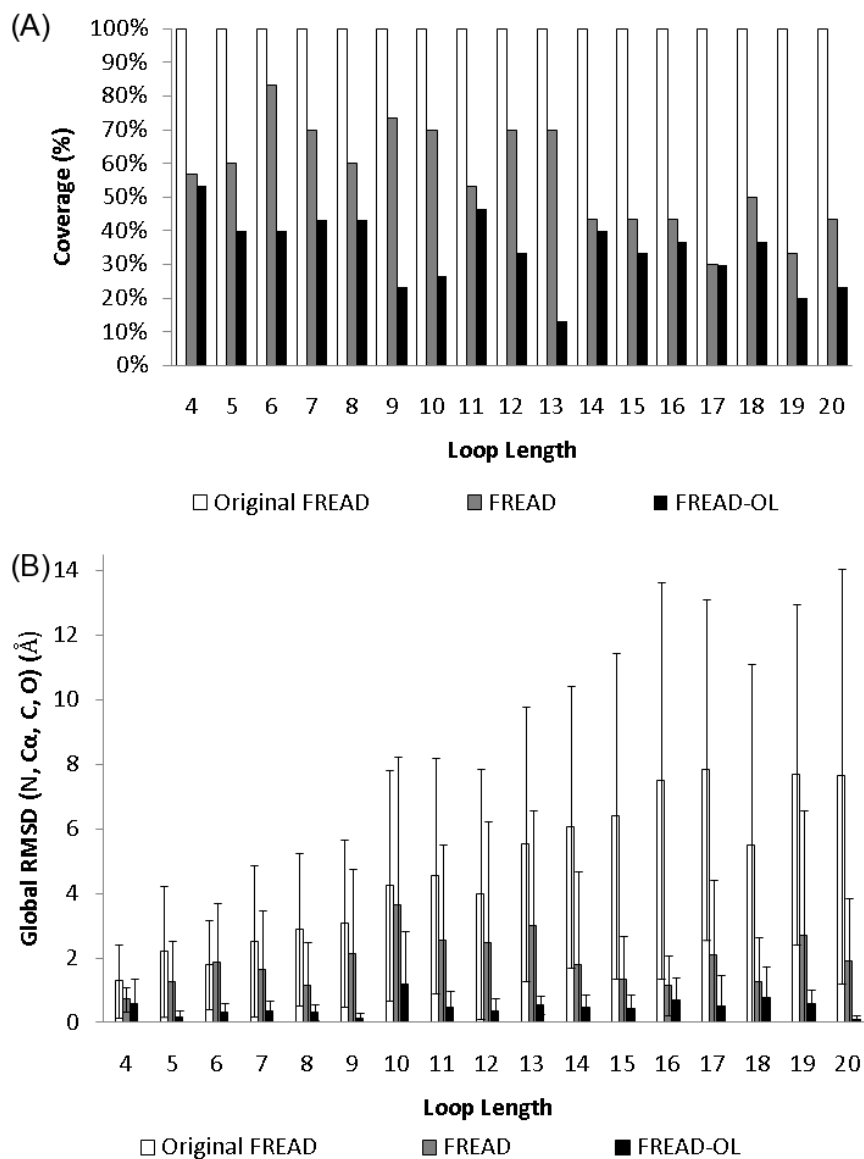 (A)
100%
90%
80%
70%
60%
50%
40%
30%
20%
10%
0%
Coverage (%)
4 5 6 7 8 9 10 11 12 13 14 15 16 17 18 19 20
Loop Length
Original FREAD FREAD FREAD-OL
(B)
14
12
10
8
6
4
2
0
Global RMSD (N, Cα, C, O) (Å)
4 5 6 7 8 9 10 11 12 13 14 15 16 17 18 19 20
Loop Length
Original FREAD FREAD FREAD-OL